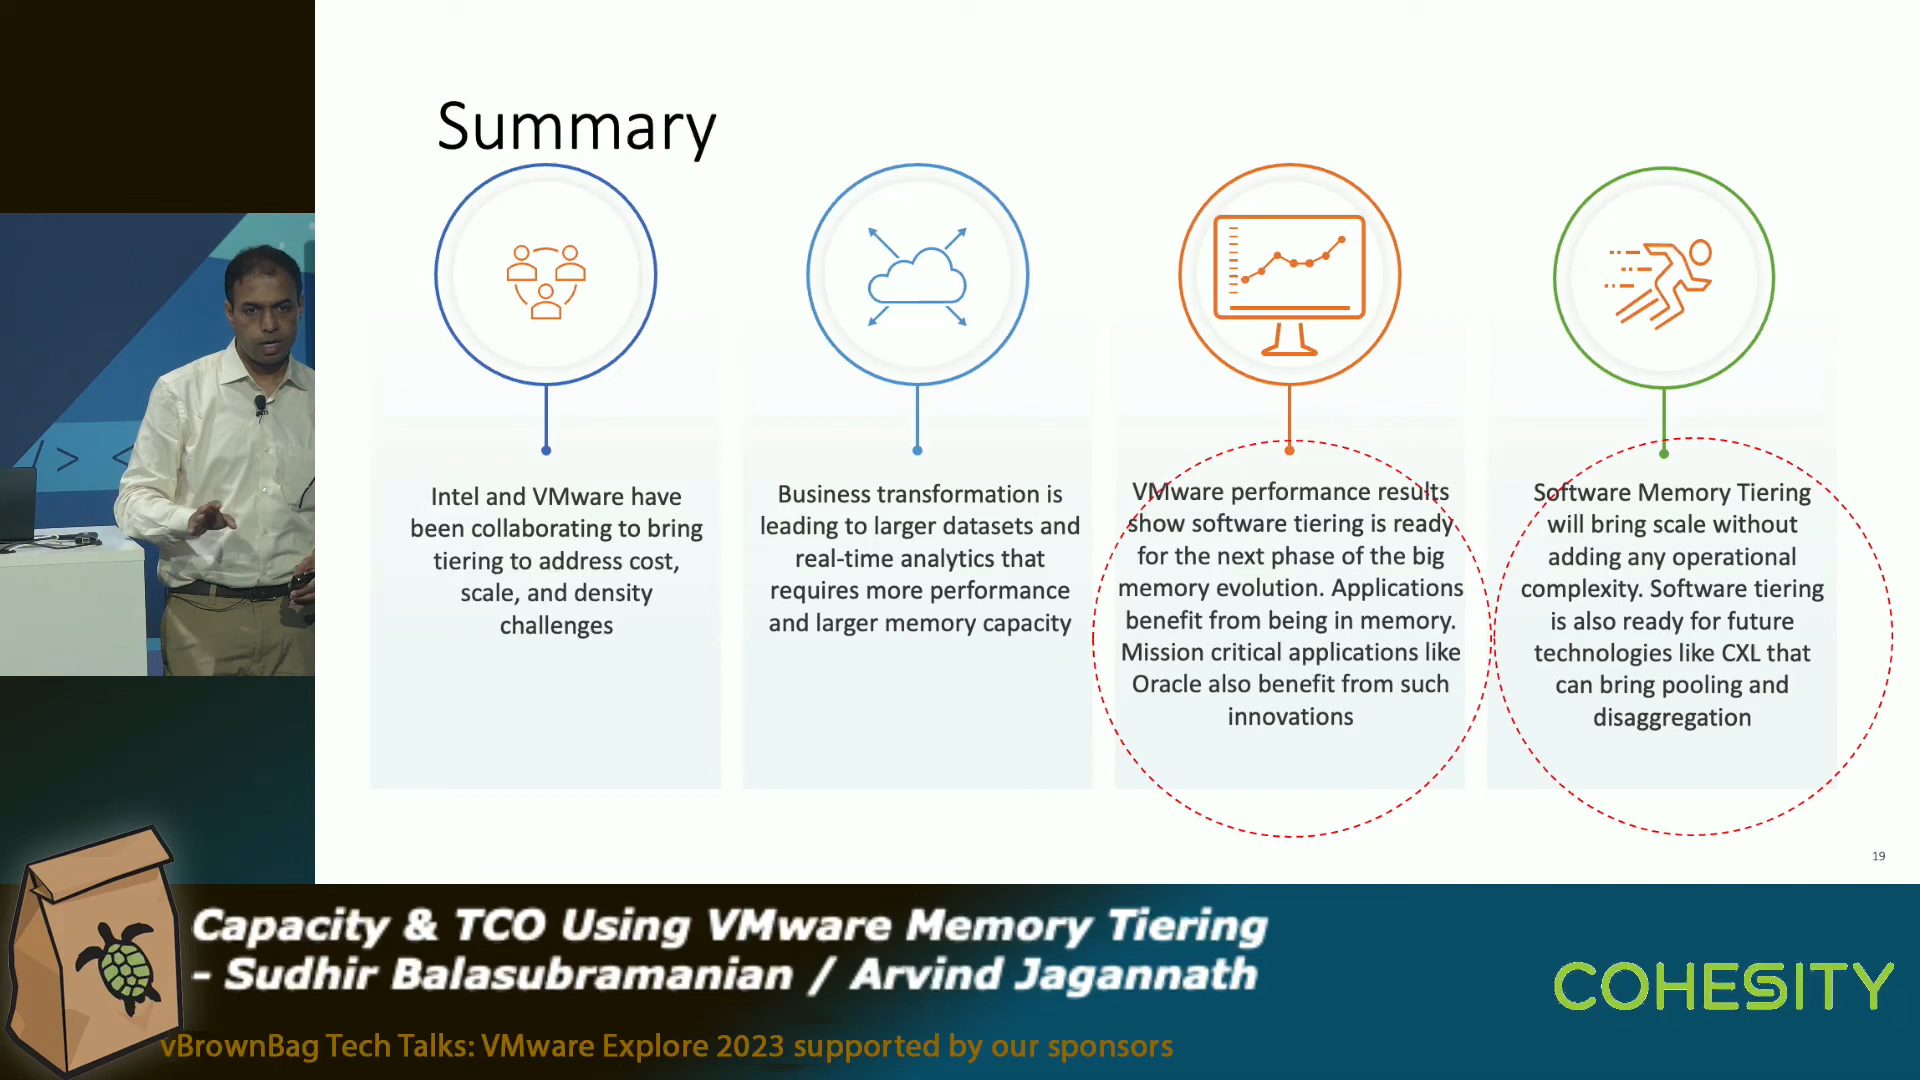 Summary
Intel and VMware have
been collaborating to bring
tiering to address cost,
scale, and density
challenges
Business transformation is
leading to larger datasets and
real-time analytics that
requires more performance
and larger memory capacity
VMware performance results
show software tiering is ready
for the next phase of the big
memory evolution. Applications
benefit from being in memory.
Mission critical applications like
Oracle also benefit from such
innovations
Software Memory Tiering
will bring scale without
adding any operational
complexity. Software tiering
is also ready for future
technologies like CXL that
can bring pooling and
disaggregation
19
Capacity & TCO Using VMware Memory Tiering
- Sudhir Balasubramanian / Arvind Jagannath
COHESITY
vBrownBag Tech Talks: VMware Explore 2023 supported by our sponsors